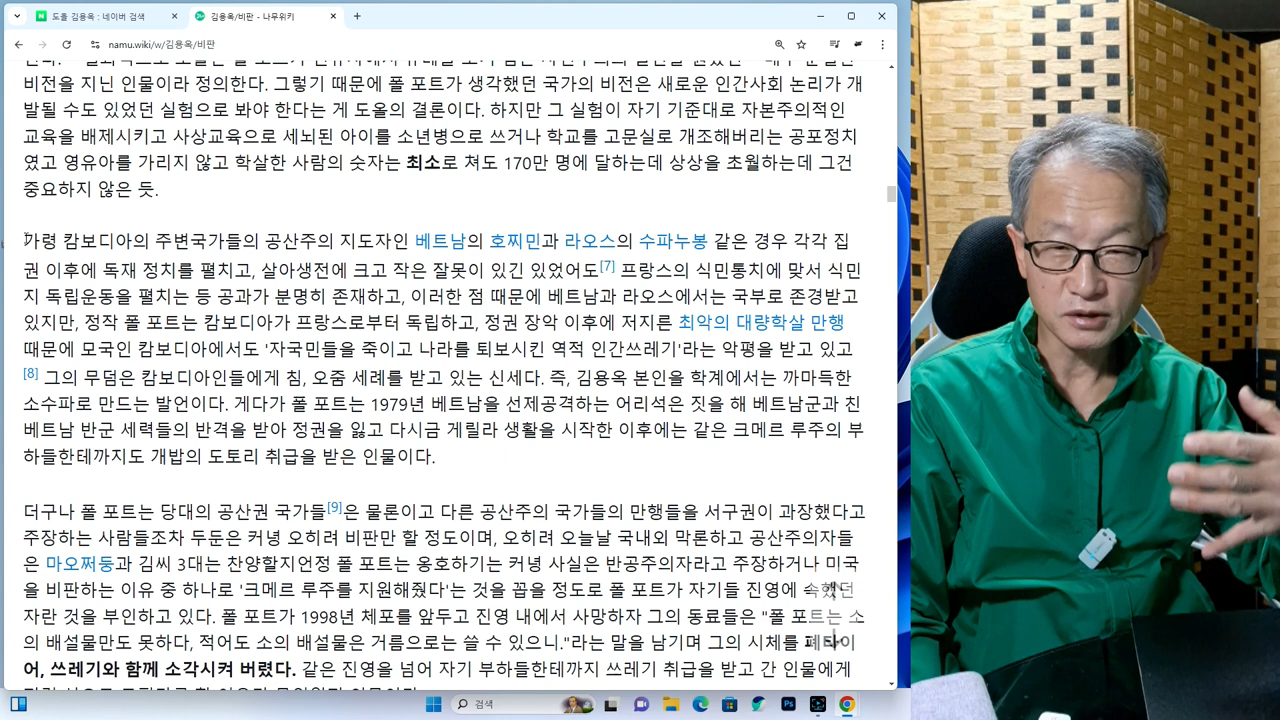 도올 김용옥 : 네이버 검색
김용옥/비판 - 나무위키
namu.wiki/w/김용옥/비판
비전을 지닌 인물이라 정의한다. 그렇기 때문에 폴 포트가 생각했던 국가의 비전은 새로운 인간사회 논리가 개
발될 수도 있었던 실험으로 봐야 한다는 게 도올의 결론이다. 하지만 그 실험이 자기 기준대로 자본주의적인
교육을 배제시키고 사상교육으로 세뇌된 아이를 소년병으로 쓰거나 학교를 고문실로 개조해버리는 공포정치
였고 영유아를 가리지 않고 학살한 사람의 숫자는 최소로 쳐도 170만 명에 달하는데 상상을 초월하는데 그건
중요하지 않은 듯.
가령 캄보디아의 주변국가들의 공산주의 지도자인 베트남의 호찌민과 라오스의 수파누봉 같은 경우 각각 집
권 이후에 독재 정치를 펼치고, 살아생전에 크고 작은 잘못이 있긴 있었어도[7] 프랑스의 식민통치에 맞서 식민
지 독립운동을 펼치는 등 공과가 분명히 존재하고, 이러한 점 때문에 베트남과 라오스에서는 국부로 존경받고
있지만, 정작 폴 포트는 캄보디아가 프랑스로부터 독립하고, 정권 장악 이후에 저지른 최악의 대량학살 만행
때문에 모국인 캄보디아에서도 '자국민들을 죽이고 나라를 퇴보시킨 역적 인간쓰레기'라는 악평을 받고 있고
[8] 그의 무덤은 캄보디아인들에게 침, 오줌 세례를 받고 있는 신세다. 즉, 김용옥 본인을 학계에서는 까마득한
소수파로 만드는 발언이다. 게다가 폴 포트는 1979년 베트남을 선제공격하는 어리석은 짓을 해 베트남군과 친
베트남 반군 세력들의 반격을 받아 정권을 잃고 다시금 게릴라 생활을 시작한 이후에는 같은 크메르 루주의 부
하들한테까지도 개밥의 도토리 취급을 받은 인물이다.
더구나 폴 포트는 당대의 공산권 국가들[9]은 물론이고 다른 공산주의 국가들의 만행들을 서구권이 과장했다고
주장하는 사람들조차 두둔은 커녕 오히려 비판만 할 정도이며, 오히려 오늘날 국내외 막론하고 공산주의자들
은 마오쩌둥과 김씨 3대는 찬양할지언정 폴 포트는 옹호하기는 커녕 사실은 반공주의자라고 주장하거나 미국
을 비판하는 이유 중 하나로 '크메르 루주를 지원해줬다'는 것을 꼽을 정도로 폴 포트가 자기들 진영에 속했던
자란 것을 부인하고 있다. 폴 포트가 1998년 체포를 앞두고 진영 내에서 사망하자 그의 동료들은 "폴 포트는 소
의 배설물만도 못하다, 적어도 소의 배설물은 거름으로는 쓸 수 있으니."라는 말을 남기며 그의 시체를 폐타이
어, 쓰레기와 함께 소각시켜 버렸다. 같은 진영을 넘어 자기 부하들한테까지 쓰레기 취급을 받고 간 인물에게
검색
Ps